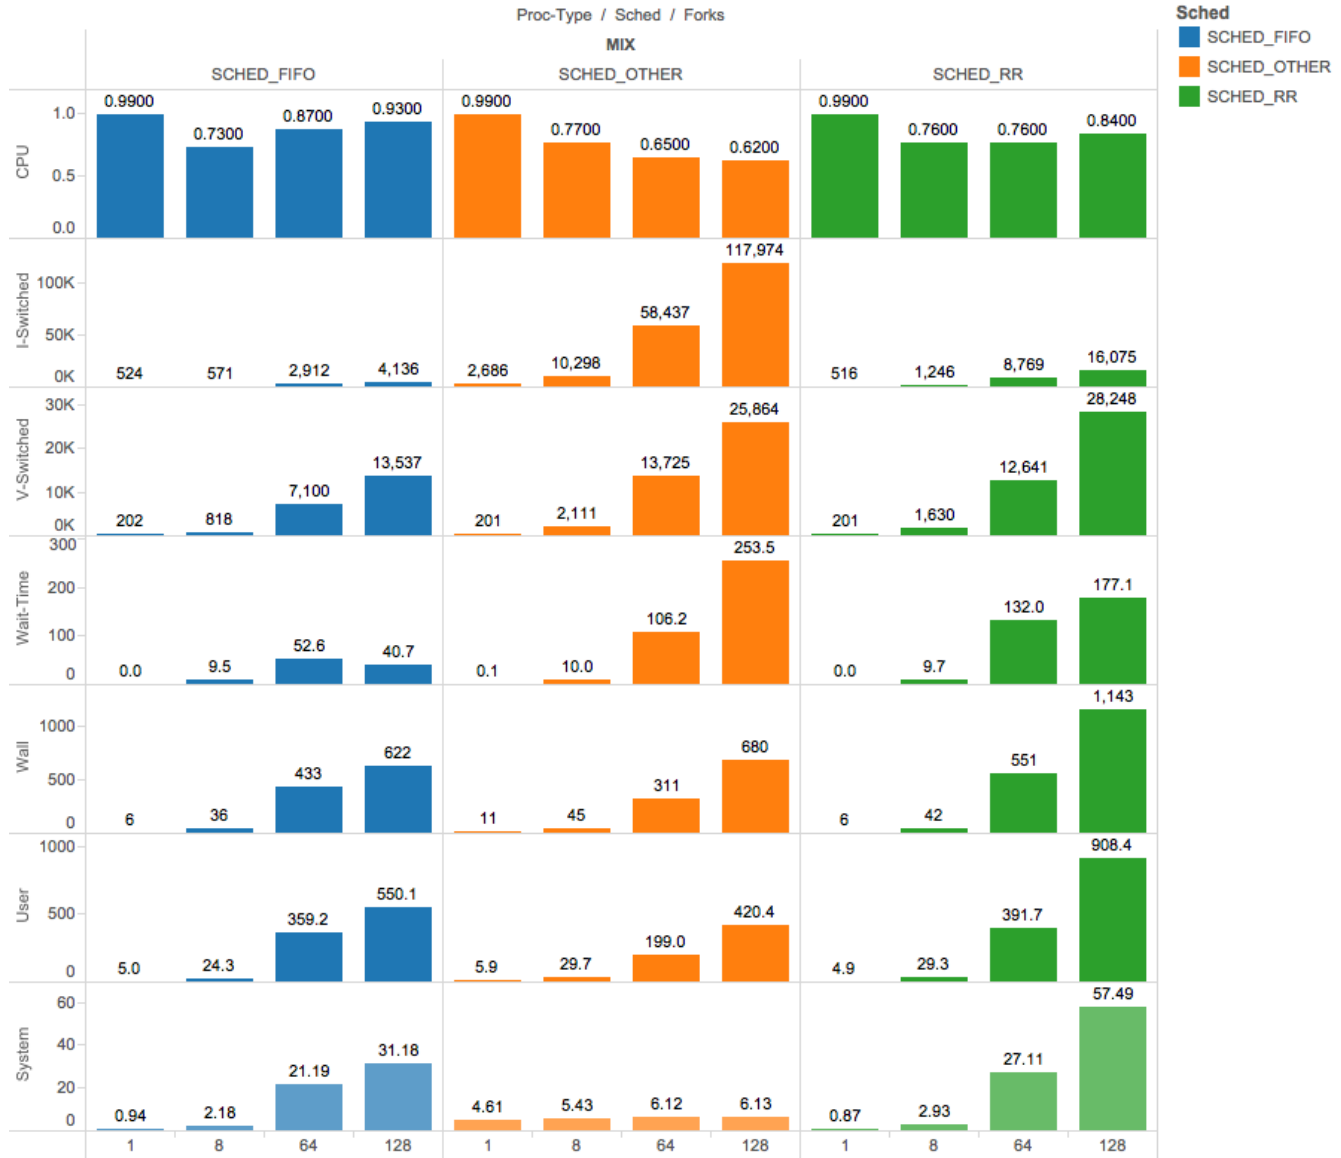 Proc-Type / Sched / Forks
MIX
SCHED_FIFO SCHED_OTHER SCHED_RR
Sched
SCHED_FIFO
SCHED_OTHER
SCHED_RR
CPU
1.0
0.5
0.0
0.9900 0.7300 0.8700 0.9300 0.9900 0.7700 0.6500 0.6200 0.9900 0.7600 0.7600 0.8400
I-Switched
100K
50K
0K
524 571 2,912 4,136 2,686 10,298 58,437 117,974 516 1,246 8,769 16,075
V-Switched
30K
20K
10K
0K
202 818 7,100 13,537 201 2,111 13,725 25,864 201 1,630 12,641 28,248
Wait-Time
300
200
100
0
0.0 9.5 52.6 40.7 0.1 10.0 106.2 253.5 0.0 9.7 132.0 177.1
Wall
1000
500
0
6 36 433 622 11 45 311 680 6 42 551 1,143
User
1000
500
0
5.0 24.3 359.2 550.1 5.9 29.7 199.0 420.4 4.9 29.3 391.7 908.4
System
60
40
20
0
0.94 2.18 21.19 31.18 4.61 5.43 6.12 6.13 0.87 2.93 27.11 57.49
1 8 64 128 1 8 64 128 1 8 64 128